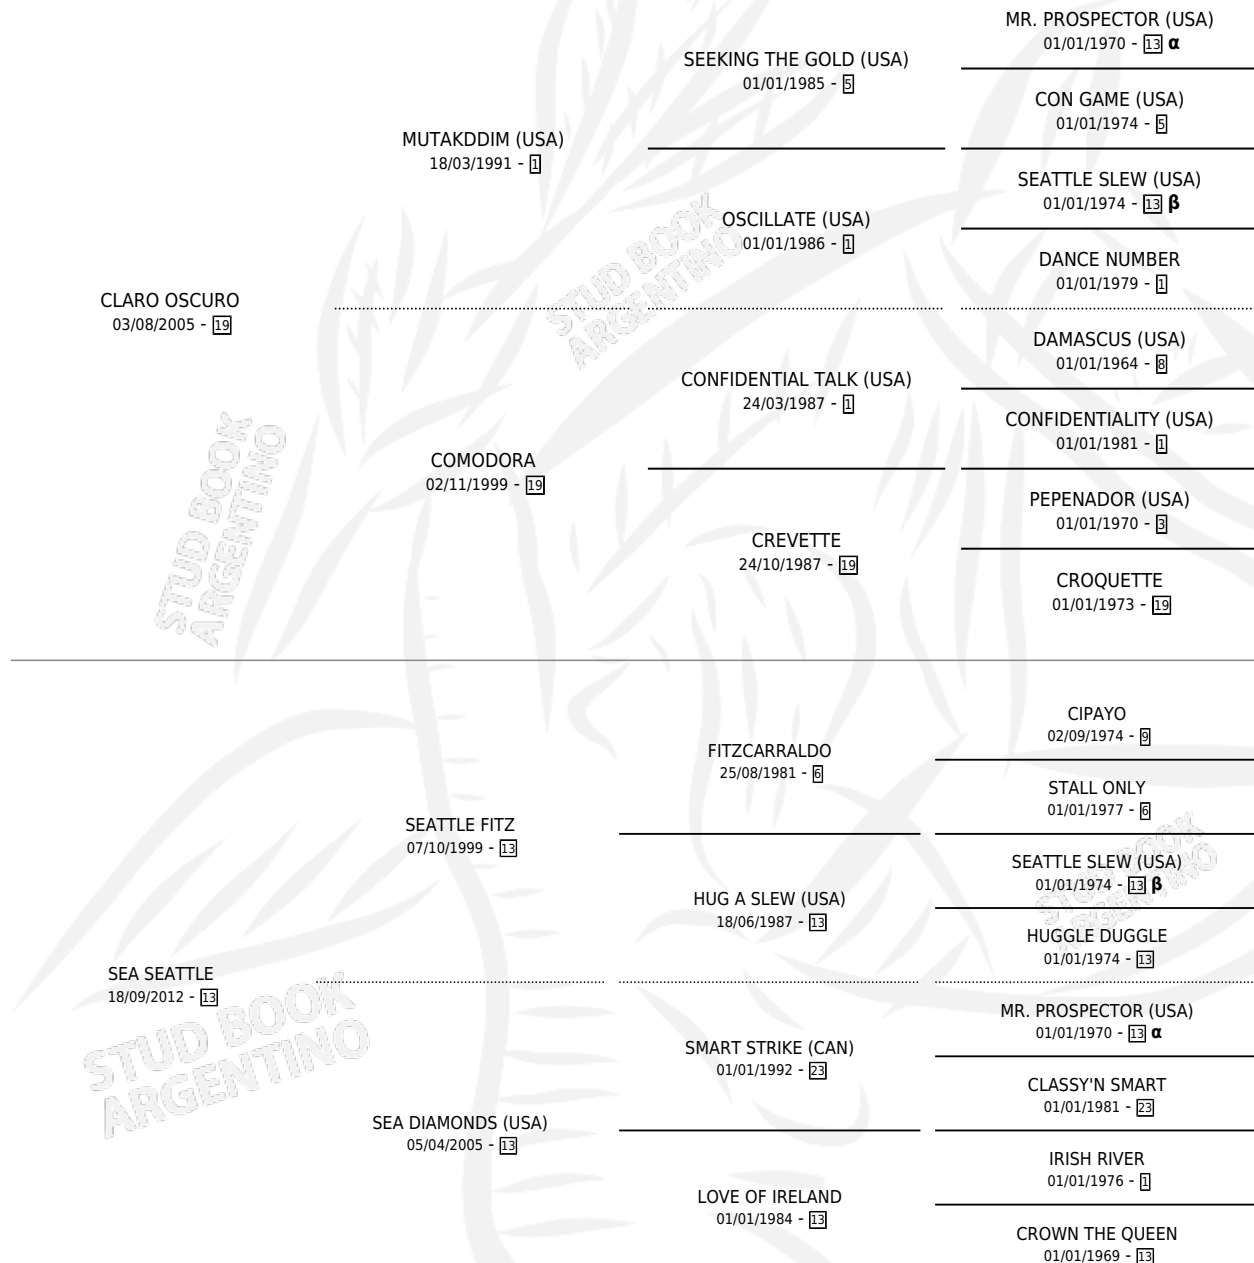 MR. PROSPECTOR (USA)
01/01/1970 - 13 α
SEEKING THE GOLD (USA)
01/01/1985 - 5
CON GAME (USA)
01/01/1974 - 5
MUTAKDDIM (USA)
18/03/1991 - 1
SEATTLE SLEW (USA)
01/01/1974 - 13 β
OSCILLATE (USA)
01/01/1986 - 1
DANCE NUMBER
01/01/1979 - 1
CLARO OSCURO
03/08/2005 - 19
DAMASCUS (USA)
01/01/1964 - 8
CONFIDENTIAL TALK (USA)
24/03/1987 - 1
CONFIDENTIALITY (USA)
01/01/1981 - 1
COMODORA
02/11/1999 - 19
PEPENADOR (USA)
01/01/1970 - 3
CREVETTE
24/10/1987 - 19
CROQUETTE
01/01/1973 - 19
CIPAYO
02/09/1974 - 9
FITZCARRALDO
25/08/1981 - 6
STALL ONLY
01/01/1977 - 6
SEATTLE FITZ
07/10/1999 - 13
SEATTLE SLEW (USA)
01/01/1974 - 13 β
HUG A SLEW (USA)
18/06/1987 - 13
HUGGLE DUGGLE
01/01/1974 - 13
SEA SEATTLE
18/09/2012 - 13
MR. PROSPECTOR (USA)
01/01/1970 - 13 α
SMART STRIKE (CAN)
01/01/1992 - 23
CLASSY'N SMART
01/01/1981 - 23
SEA DIAMONDS (USA)
05/04/2005 - 13
IRISH RIVER
01/01/1976 - 1
LOVE OF IRELAND
01/01/1984 - 13
CROWN THE QUEEN
01/01/1969 - 13
STUD BOOK
ARGENTINO
STUD BOOK
ARGENTINO
STUD BOOK
ARGENTINO
STUD BOOK
ARGENTINO